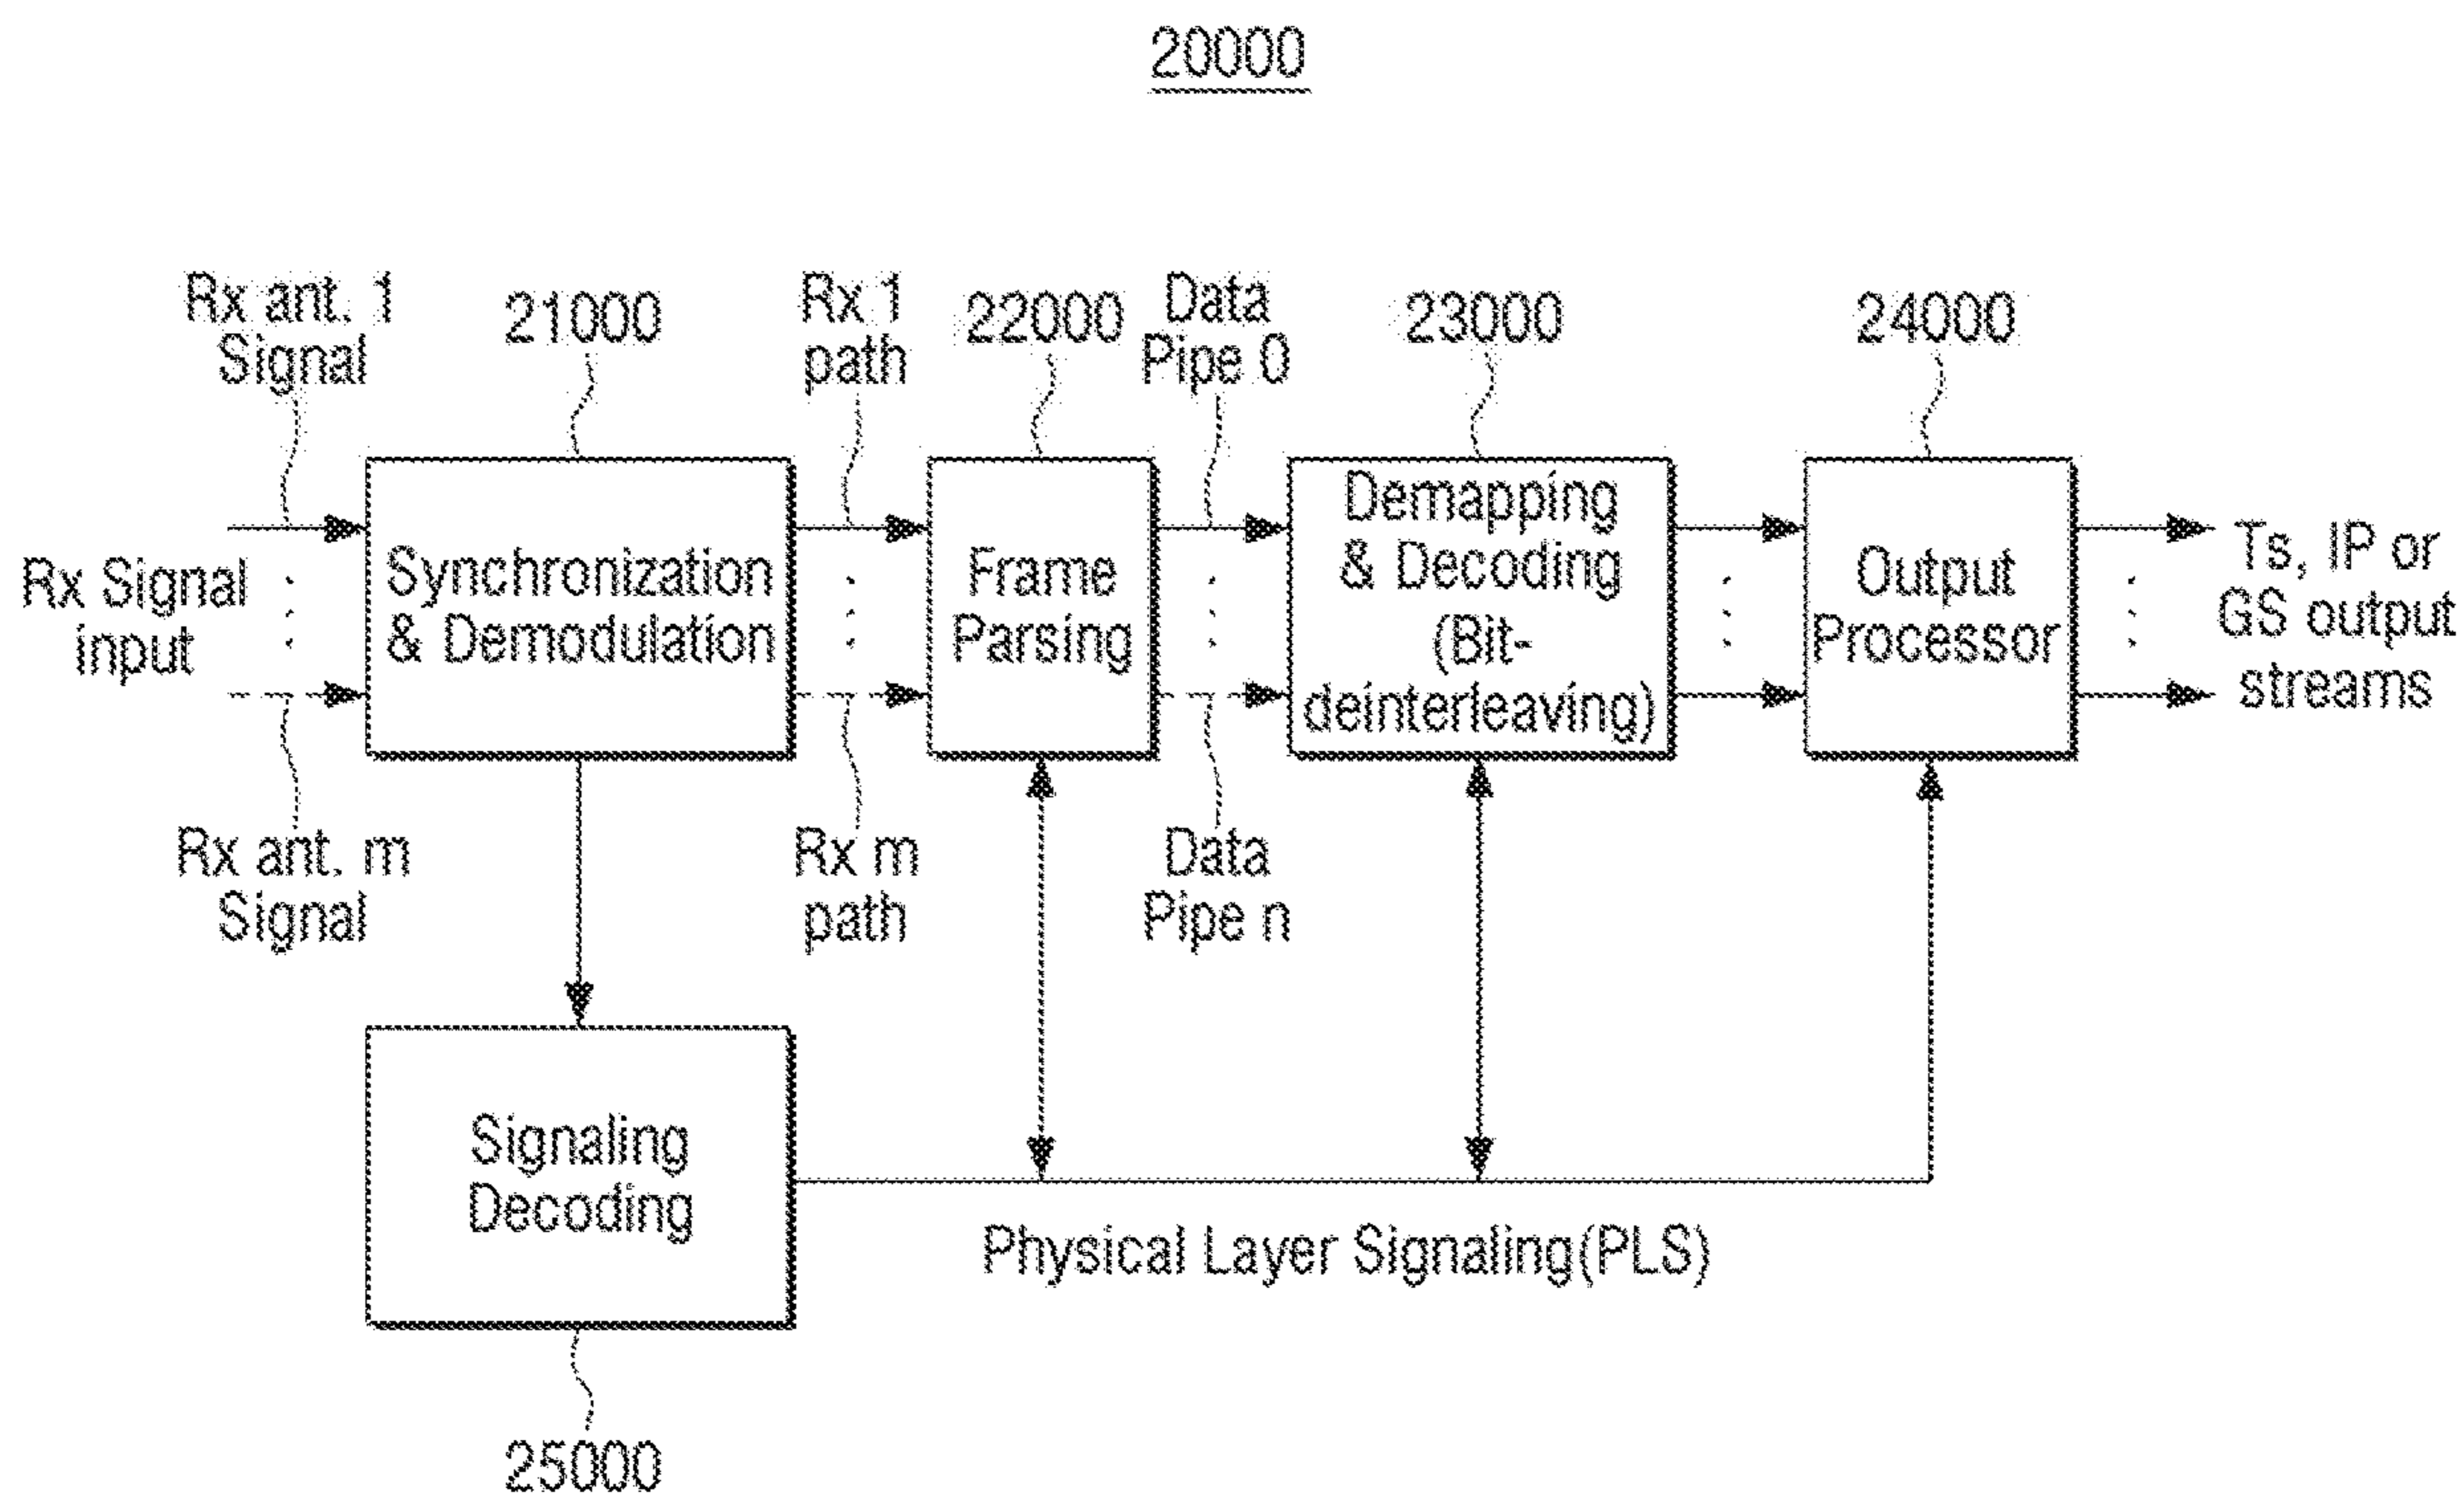 20000
Rx ant. 1
Signal
21000
Rx 1
path
22000
Data
Pipe 0
23000
24000
Rx Signal
input
Synchronization
& Demodulation
Frame
Parsing
Demapping
& Decoding
(Bit-
deinterleaving)
Output
Processor
Ts, IP or
GS output
streams
Rx ant. m
Signal
Rx m
path
Data
Pipe n
Signaling
Decoding
Physical Layer Signaling(PLS)
25000